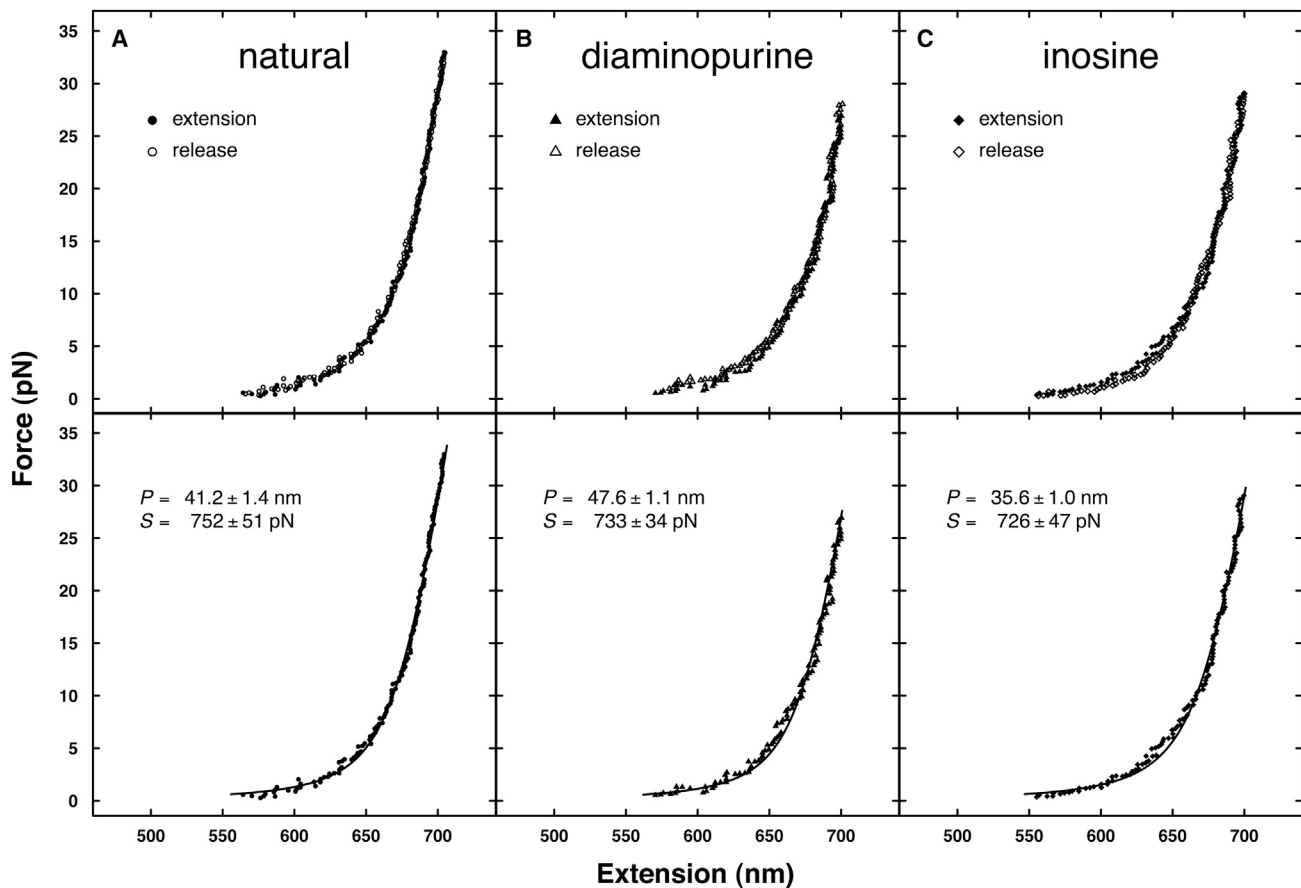 A
natural
extension
release
B
diaminopurine
extension
release
C
inosine
extension
release
35
30
25
20
15
10
5
0
Force (pN)
P = 41.2 ± 1.4 nm
S = 752 ± 51 pN
P = 47.6 ± 1.1 nm
S = 733 ± 34 pN
P = 35.6 ± 1.0 nm
S = 726 ± 47 pN
35
30
25
20
15
10
5
0
500 550 600 650 700 500 550 600 650 700 500 550 600 650 700
Extension (nm)